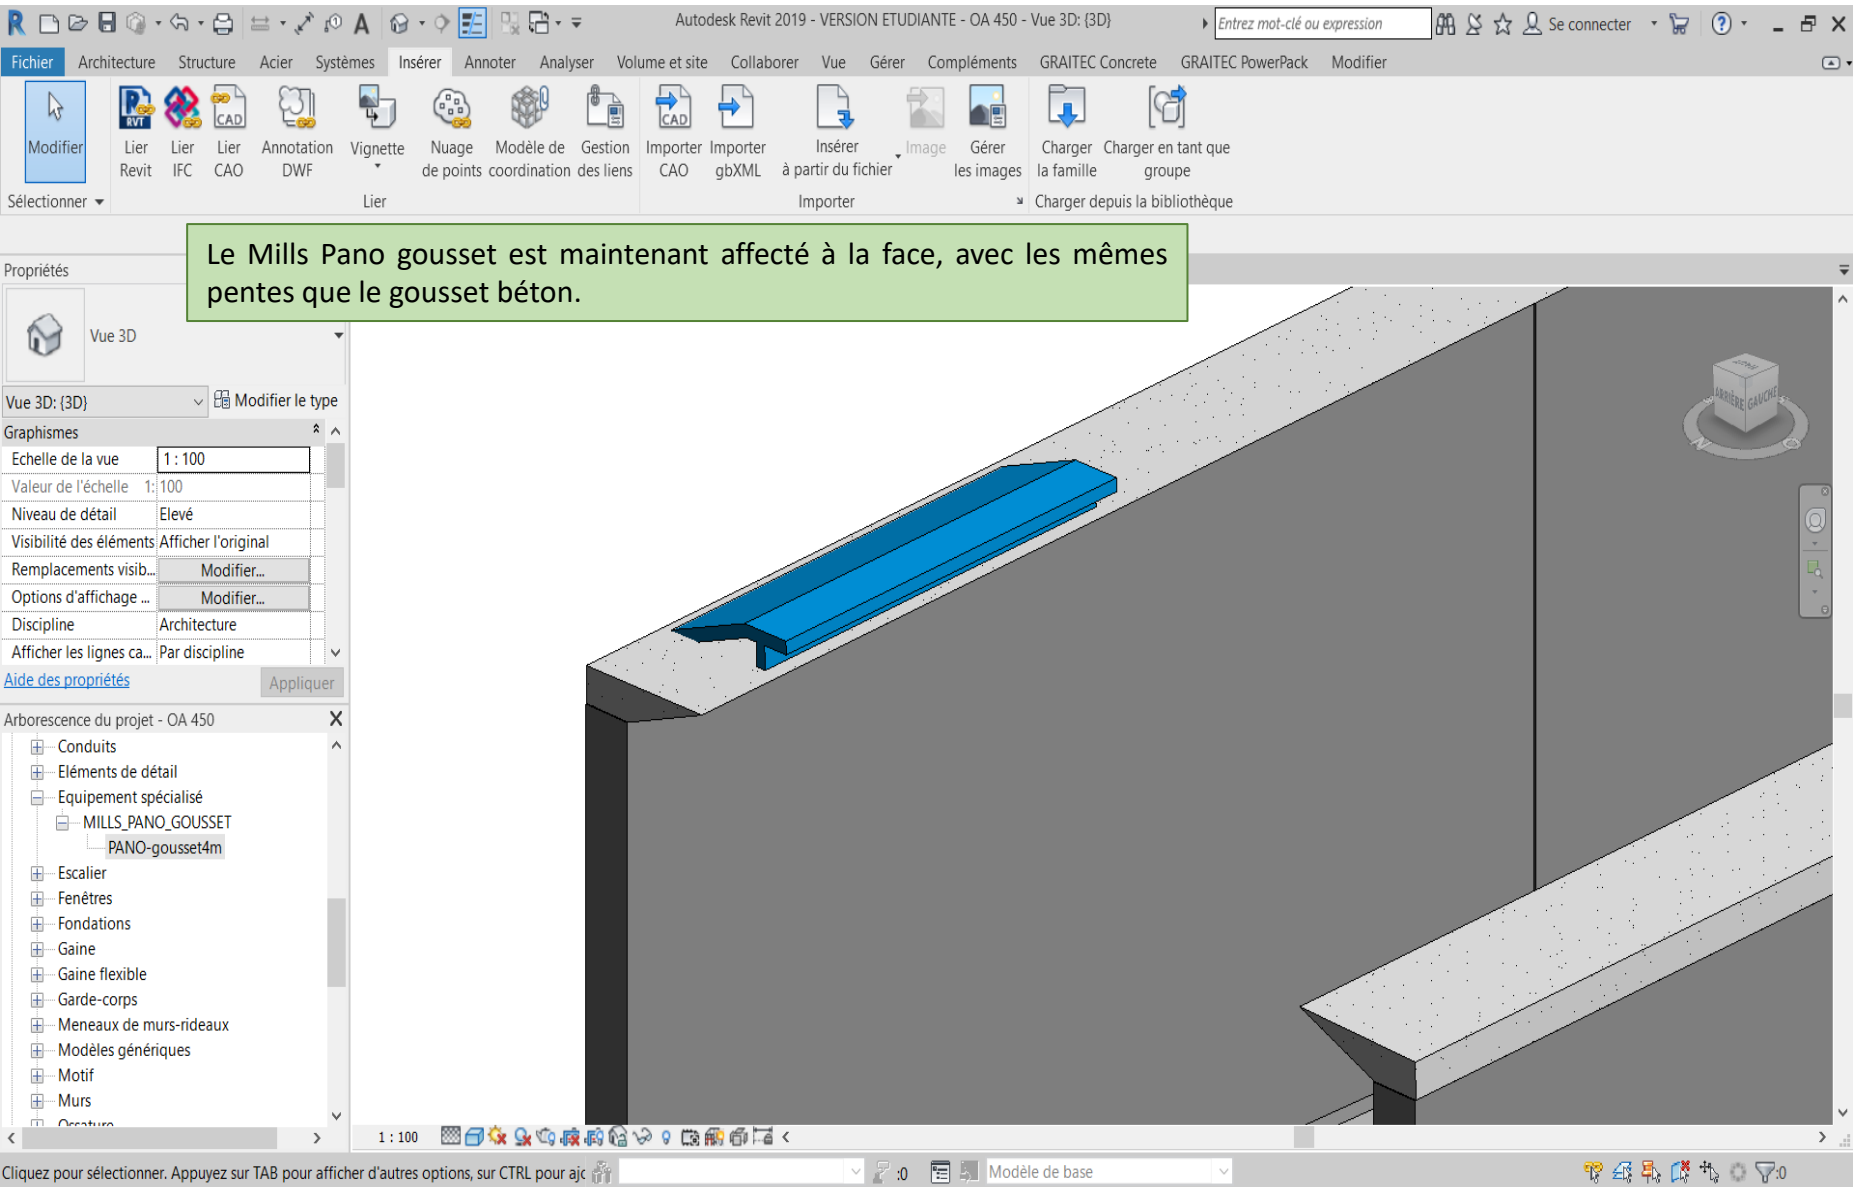 Autodesk Revit 2019 - VERSION ETUDIANTE - OA 450 - Vue 3D: {3D}
Entrez mot-clé ou expression
Se connecter
Fichier Architecture Structure Acier Systèmes Insérer Annoter Analyser Volume et site Collaborer Vue Gérer Compléments GRAITEC Concrete GRAITEC PowerPack Modifier
Modifier
Lier Revit
Lier IFC
Lier CAO
Annotation DWF
Vignette
Nuage de points
Modèle de coordination
Gestion des liens
Importer CAO
Importer gbXML
Insérer à partir du fichier
Image
Gérer les images
Charger la famille
Charger en tant que groupe
Sélectionner
Lier
Importer
Charger depuis la bibliothèque
Le Mills Pano gousset est maintenant affecté à la face, avec les mêmes
pentes que le gousset béton.
Propriétés
Vue 3D
Vue 3D: {3D}
Modifier le type
Graphismes
Echelle de la vue 1 : 100
Valeur de l'échelle 1: 100
Niveau de détail Elevé
Visibilité des éléments Afficher l'original
Remplacements visib... Modifier...
Options d'affichage ... Modifier...
Discipline Architecture
Afficher les lignes ca... Par discipline
Aide des propriétés
Appliquer
Arborescence du projet - OA 450
Conduits
Eléments de détail
Equipement spécialisé
MILLS_PANO_GOUSSET
PANO-gousset4m
Escalier
Fenêtres
Fondations
Gaine
Gaine flexible
Garde-corps
Meneaux de murs-rideaux
Modèles génériques
Motif
Murs
Ossature
ARRIÈRE
GAUCHE
1 : 100
Cliquez pour sélectionner. Appuyez sur TAB pour afficher d'autres options, sur CTRL pour ajc
:0
Modèle de base
:0